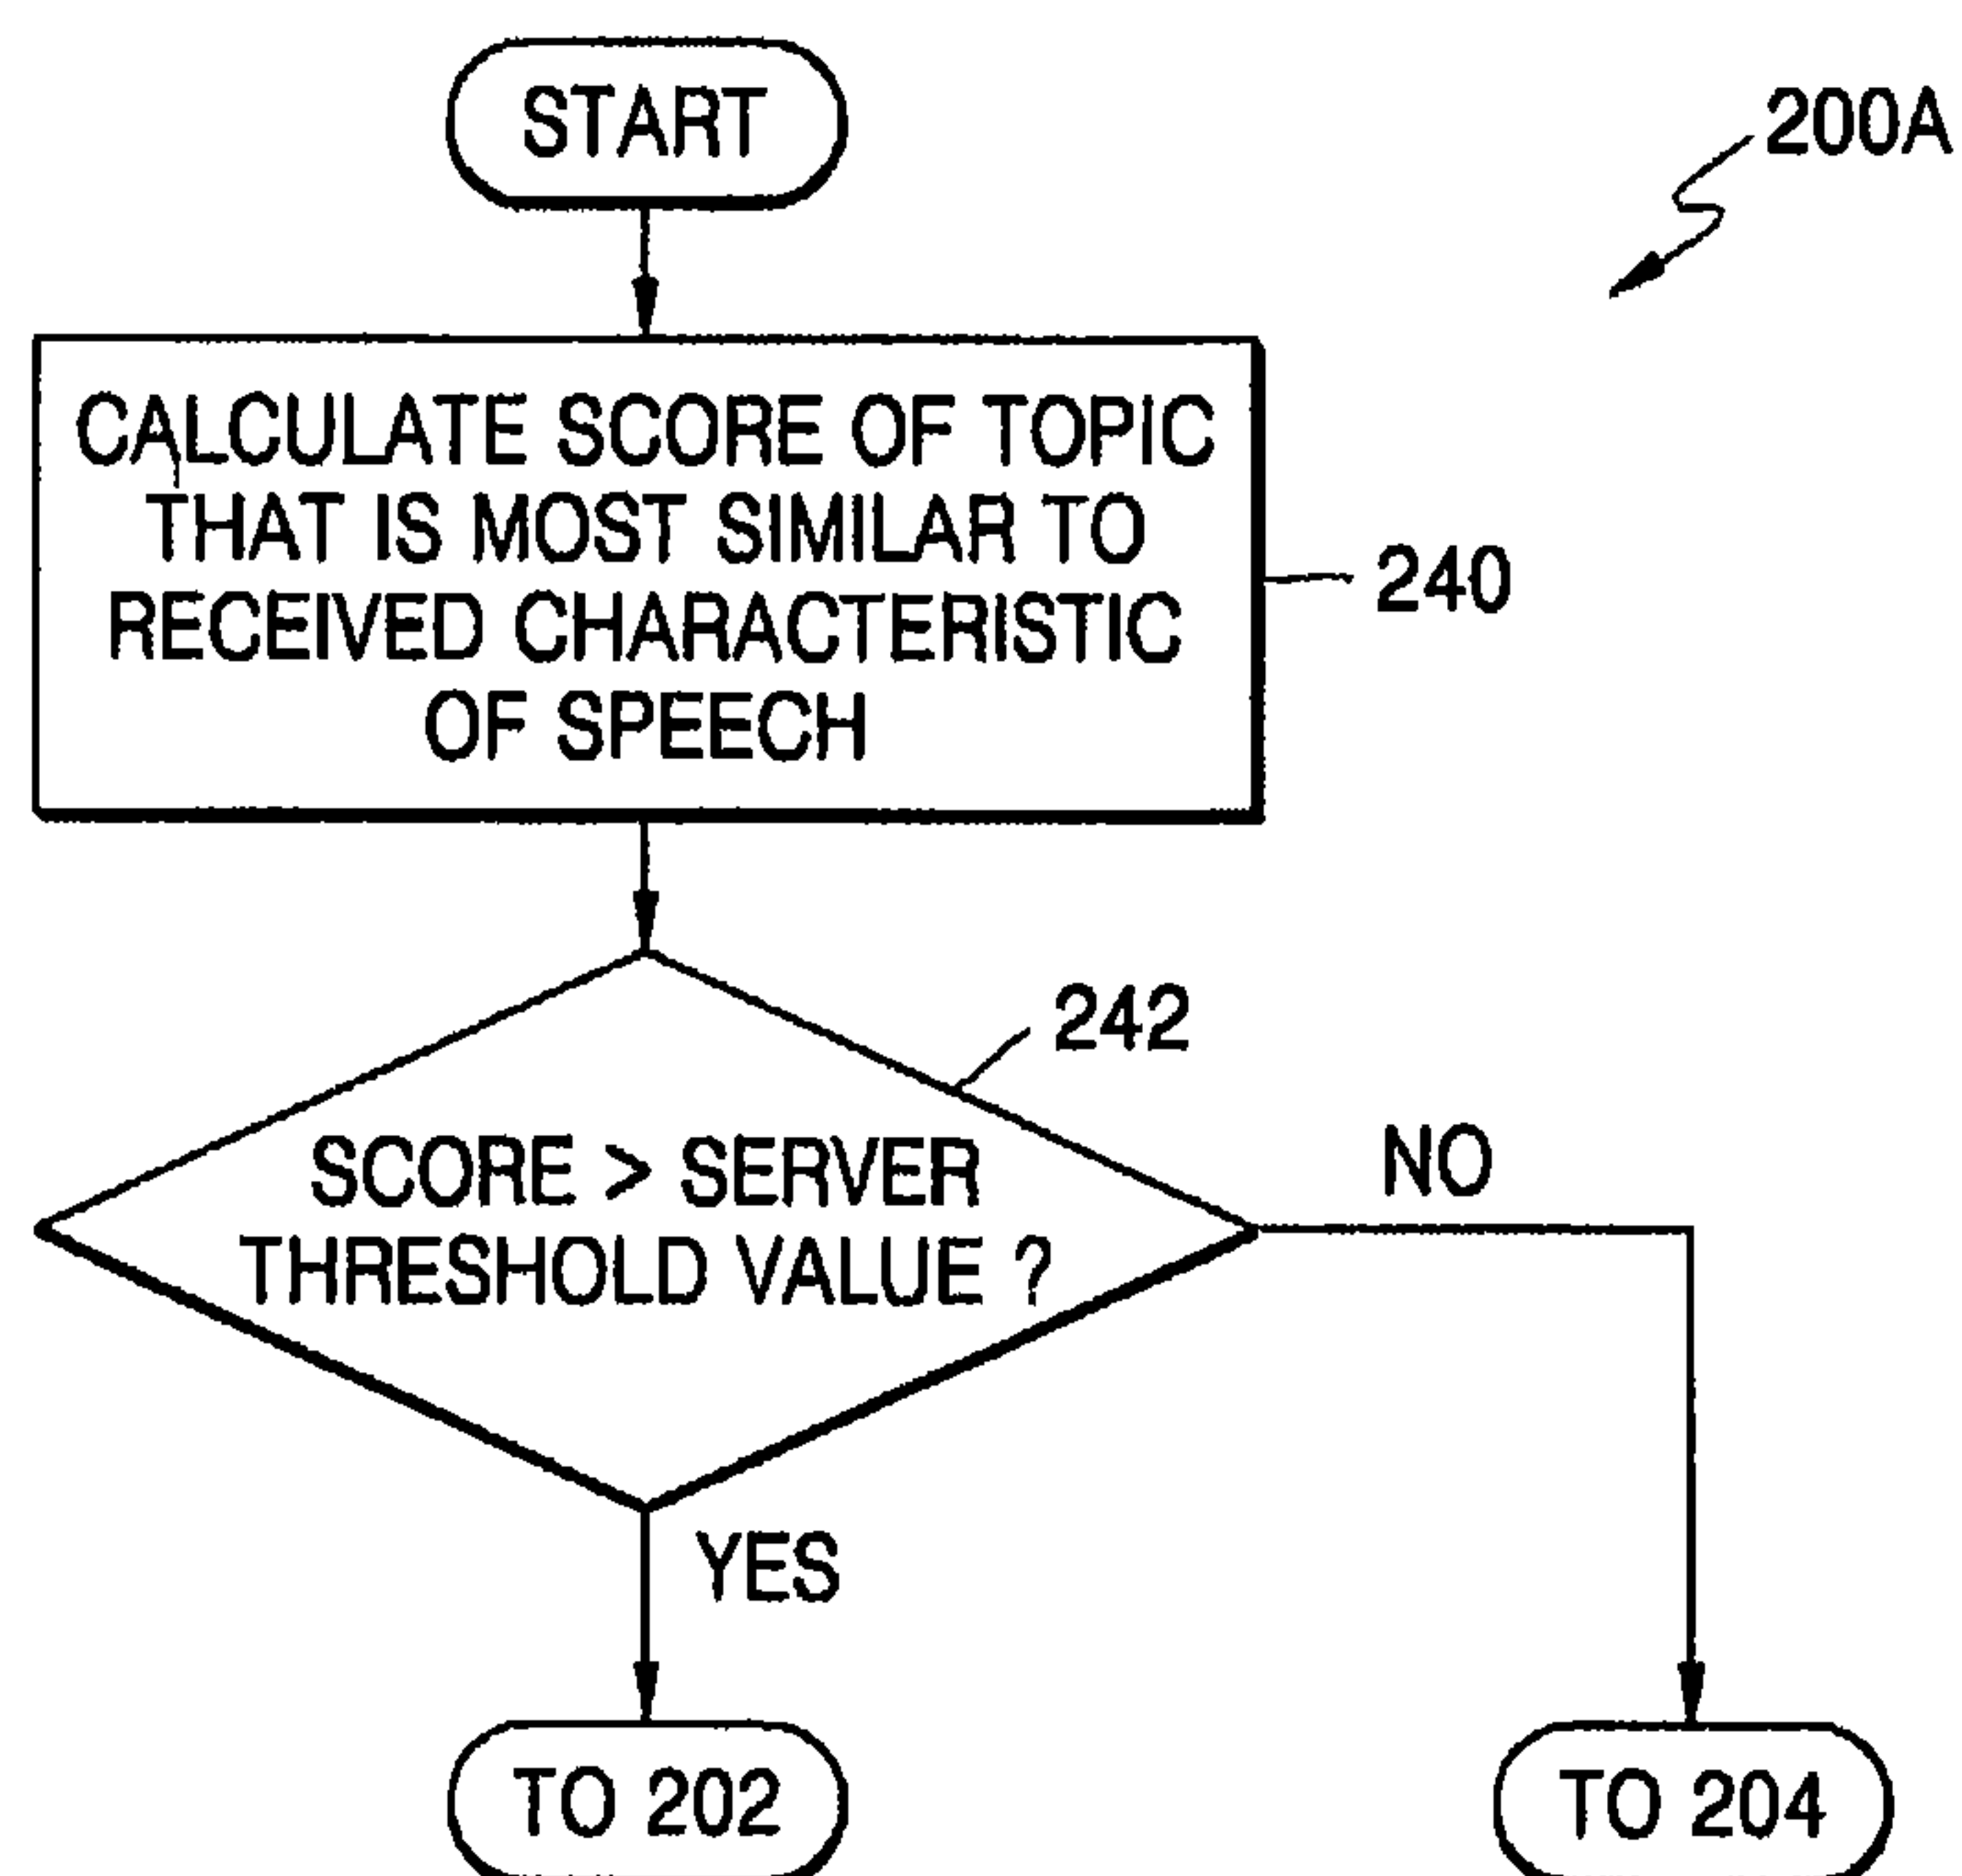 START
200A
CALCULATE SCORE OF TOPIC
THAT IS MOST SIMILAR TO
RECEIVED CHARACTERISTIC
OF SPEECH
240
242
SCORE > SERVER
THRESHOLD VALUE ?
NO
YES
TO 202
TO 204